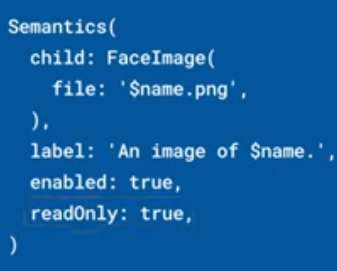 Semantics(
  child: FaceImage(
    file: '$name.png',
  ),
  label: 'An image of $name.',
  enabled: true,
  readOnly: true,
)